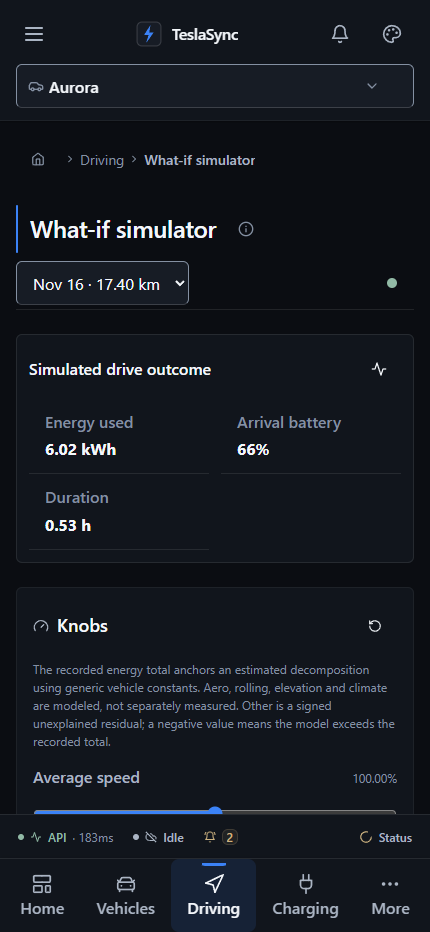 TeslaSync
Aurora
Driving
What-if simulator
What-if simulator
Nov 16 · 17.40 km
Simulated drive outcome
Energy used
6.02 kWh
Arrival battery
66%
Duration
0.53 h
Knobs
The recorded energy total anchors an estimated decomposition
using generic vehicle constants. Aero, rolling, elevation and climate
are modeled, not separately measured. Other is a signed
unexplained residual; a negative value means the model exceeds the
recorded total.
Average speed
100.00%
API · 183ms
Idle
2
Status
Home
Vehicles
Driving
Charging
More